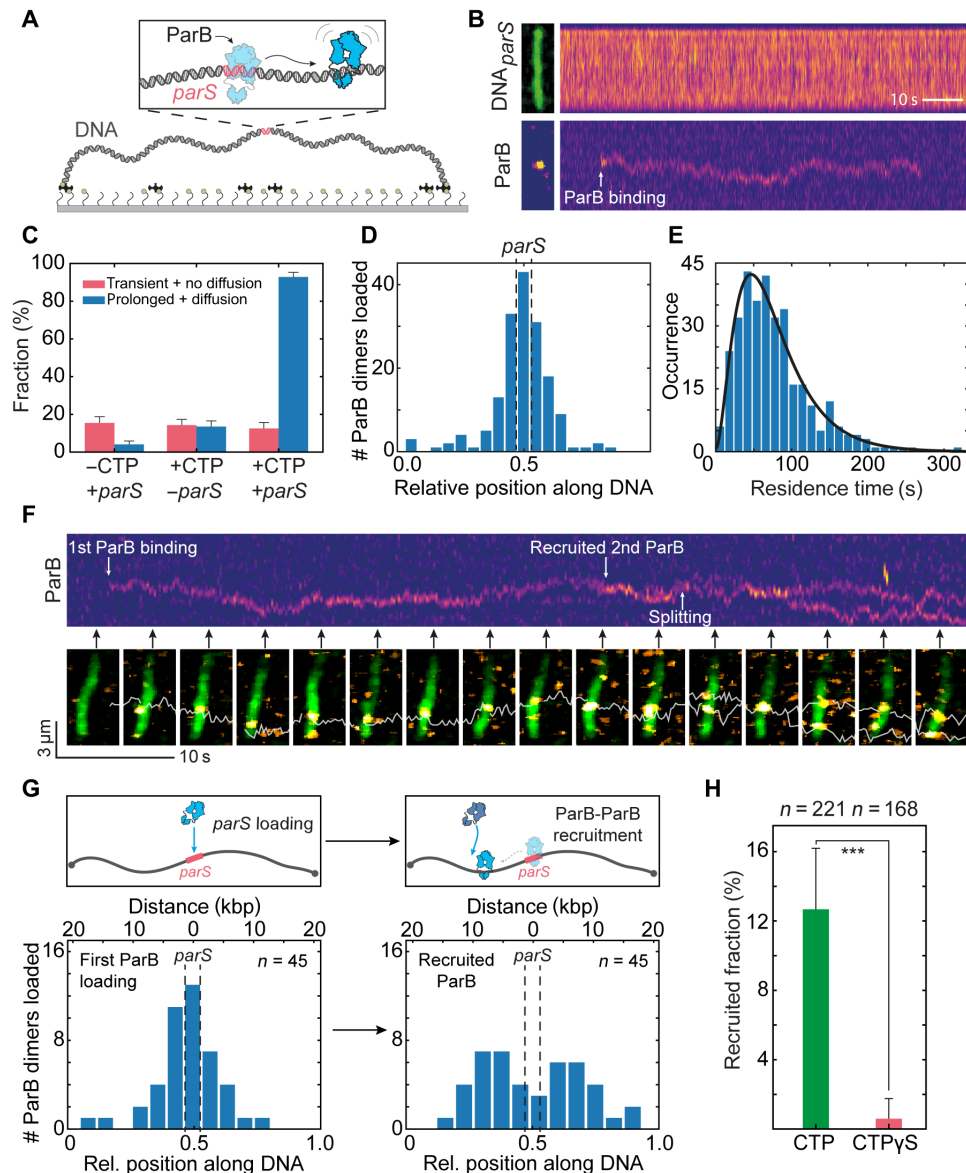 A
ParB
parS
DNA
B
DNA parS
10 s
ParB
ParB binding
C
Fraction (%)
100
80
60
40
20
0
Transient + no diffusion
Prolonged + diffusion
−CTP +CTP +CTP
+parS −parS +parS
D
parS
# ParB dimers loaded
40
20
0
0.0 0.5 1.0
Relative position along DNA
E
Occurrence
45
30
15
0
0 100 200 300
Residence time (s)
F
ParB
1st ParB binding
Recruited 2nd ParB
Splitting
3 µm
10 s
G
parS loading
parS
ParB-ParB
recruitment
parS
Distance (kbp)
20 10 0 10 20
# ParB dimers loaded
16
8
0
First ParB
loading
parS
n = 45
0 0.5 1.0
Rel. position along DNA
Distance (kbp)
20 10 0 10 20
16
8
0
Recruited
ParB
parS
n = 45
0 0.5 1.0
Rel. position along DNA
H
n = 221 n = 168
***
Recruited fraction (%)
16
12
8
4
CTP CTPγS